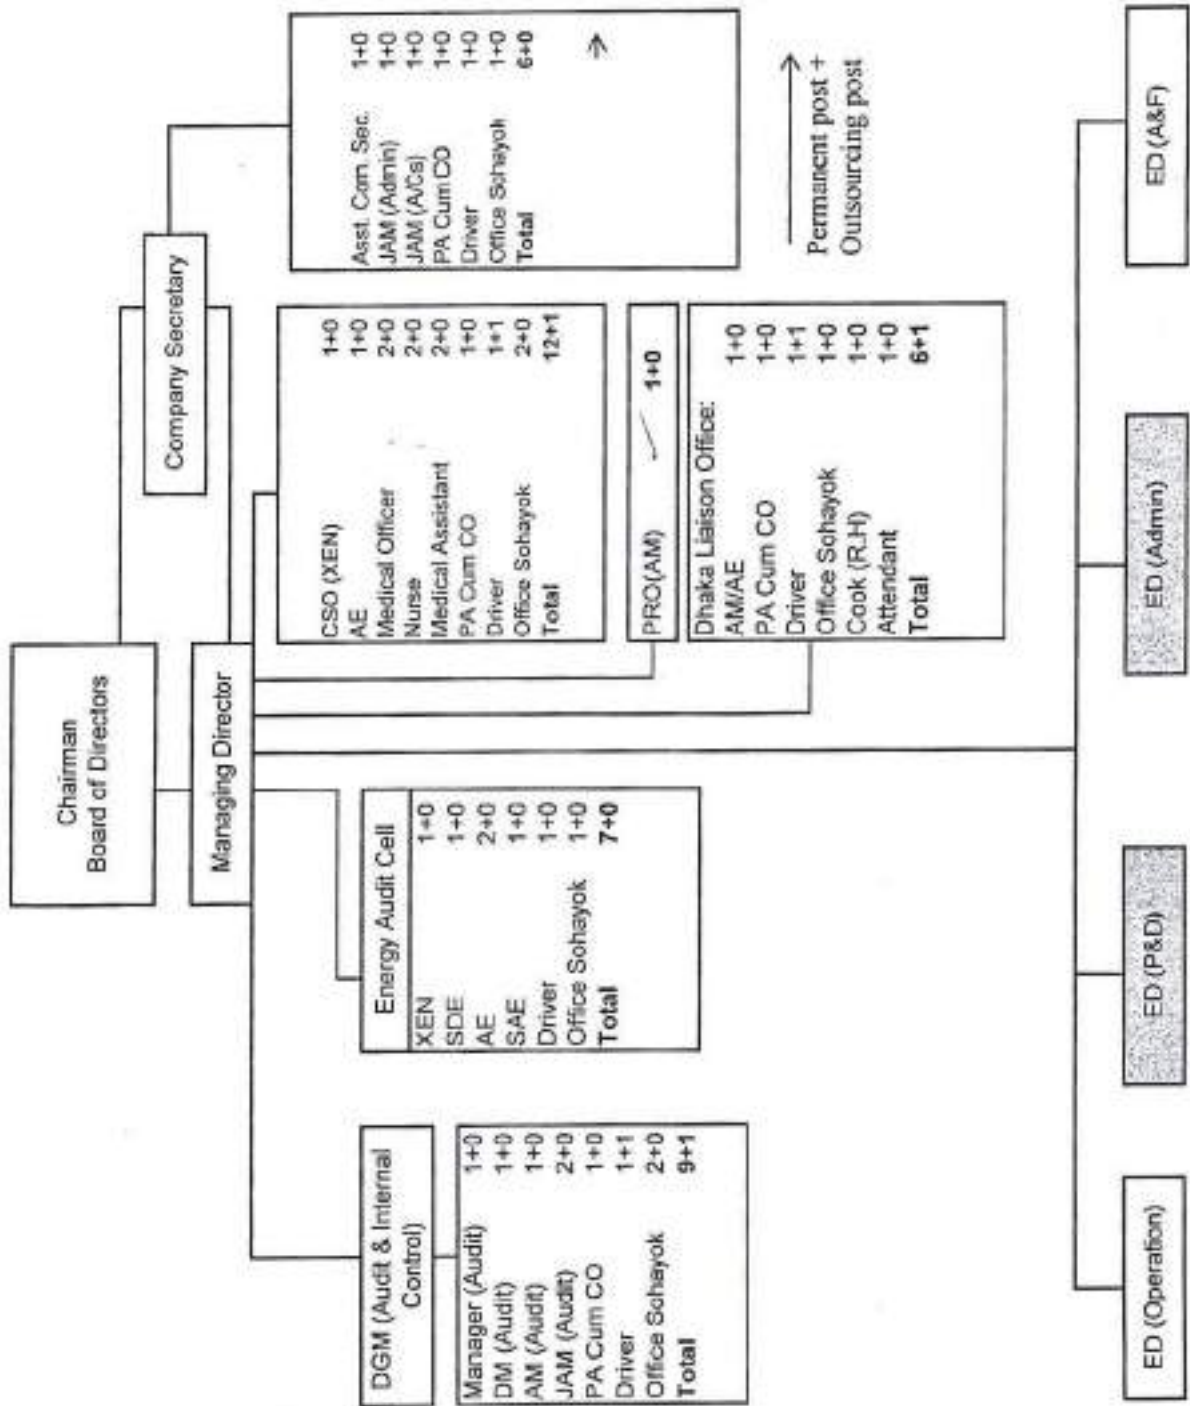 Chairman
Board of Directors
Managing Director
Company Secretary
Asst. Com. Sec. 1+0
JAM (Admin) 1+0
JAM (A/Cs) 1+0
PA Cum CO 1+0
Driver 1+0
Office Sohayok 1+0
Total 6+0
Permanent post +
Outsourcing post
DGM (Audit & Internal
Control)
Manager (Audit) 1+0
DM (Audit) 1+0
AM (Audit) 1+0
JAM (Audit) 2+0
PA Cum CO 1+0
Driver 1+1
Office Sohayok 2+0
Total 9+1
Energy Audit Cell
XEN 1+0
SDE 1+0
AE 2+0
SAE 1+0
Driver 1+0
Office Sohayok 1+0
Total 7+0
CSO (XEN) 1+0
AE 1+0
Medical Officer 2+0
Nurse 2+0
Medical Assistant 2+0
PA Cum CO 1+0
Driver 1+1
Office Sohayok 2+0
Total 12+1
PRO(AM) 1+0
Dhaka Liaison Office:
AM/AE 1+0
PA Cum CO 1+0
Driver 1+1
Office Sohayok 1+0
Cook (R.H) 1+0
Attendant 1+0
Total 6+1
ED (Operation)
ED (P&D)
ED (Admin)
ED (A&F)